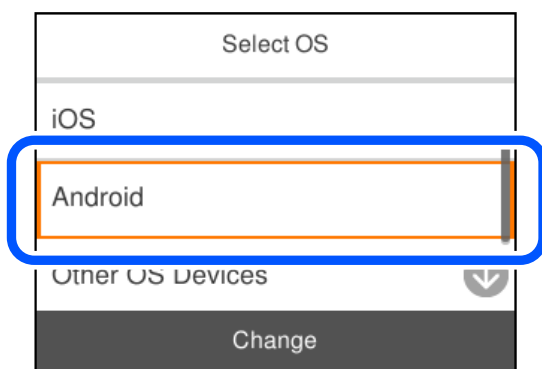 Select OS
iOS
Android
Other OS Devices
Change